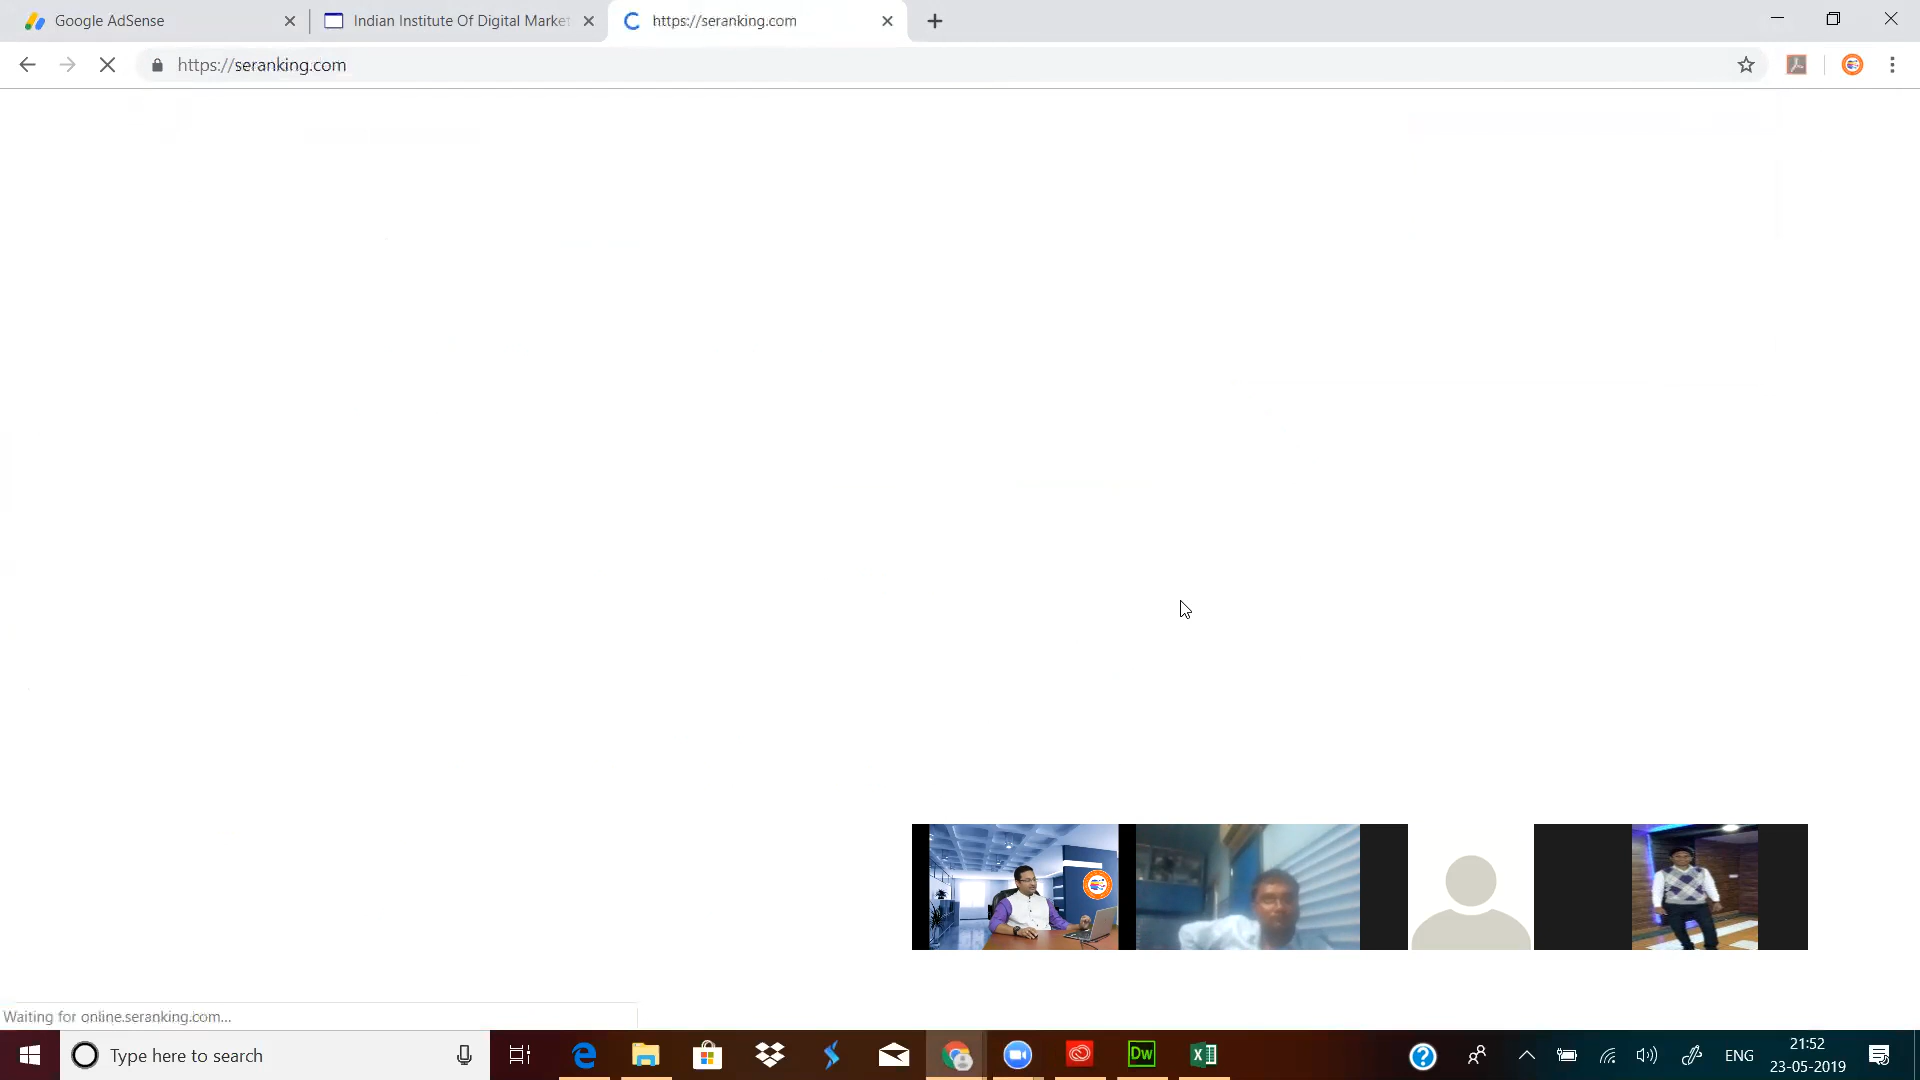 Google AdSense
Indian Institute Of Digital Market
https://seranking.com
https://seranking.com
Waiting for online.seranking.com...
Type here to search
Dw
ENG
21:52
23-05-2019